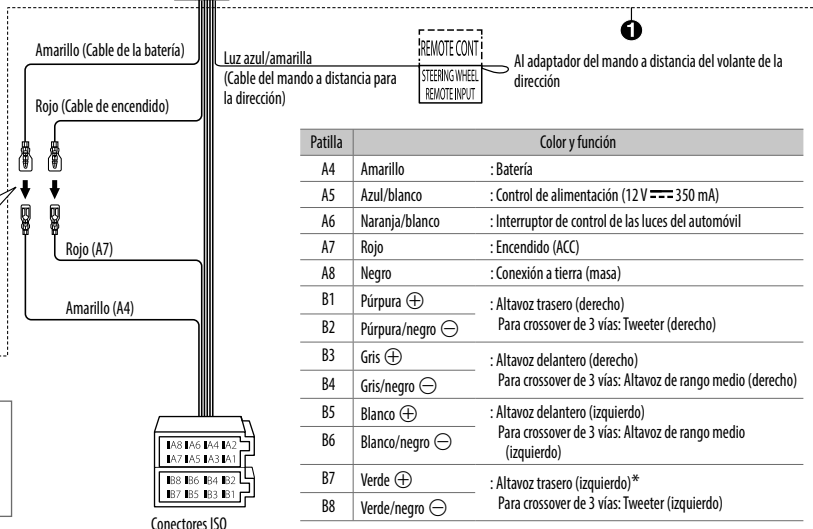 ❶
Amarillo (Cable de la batería)
Luz azul/amarilla
(Cable del mando a distancia para
la dirección)
REMOTE CONT
STEERING WHEEL
REMOTE INPUT
Al adaptador del mando a distancia del volante de la
dirección
Rojo (Cable de encendido)
Rojo (A7)
Amarillo (A4)
Patilla Color y función
A4 Amarillo : Batería
A5 Azul/blanco : Control de alimentación (12 V ⎓ 350 mA)
A6 Naranja/blanco : Interruptor de control de las luces del automóvil
A7 Rojo : Encendido (ACC)
A8 Negro : Conexión a tierra (masa)
B1 Púrpura ⊕ : Altavoz trasero (derecho)
Para crossover de 3 vías: Tweeter (derecho)
B2 Púrpura/negro ⊖
B3 Gris ⊕ : Altavoz delantero (derecho)
Para crossover de 3 vías: Altavoz de rango medio (derecho)
B4 Gris/negro ⊖
B5 Blanco ⊕ : Altavoz delantero (izquierdo)
Para crossover de 3 vías: Altavoz de rango medio
(izquierdo)
B6 Blanco/negro ⊖
B7 Verde ⊕ : Altavoz trasero (izquierdo)*
Para crossover de 3 vías: Tweeter (izquierdo)
B8 Verde/negro ⊖
A8 A6 A4 A2
A7 A5 A3 A1
B8 B6 B4 B2
B7 B5 B3 B1
Conectores ISO